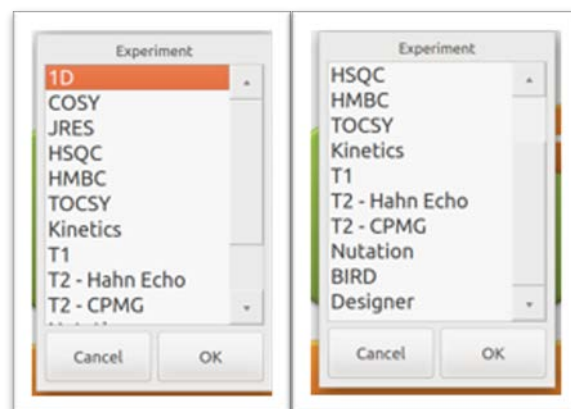 Experiment
1D
COSY
JRES
HSQC
HMBC
TOCSY
Kinetics
T1
T2 - Hahn Echo
T2 - CPMG
Cancel
OK
Experiment
HSQC
HMBC
TOCSY
Kinetics
T1
T2 - Hahn Echo
T2 - CPMG
Nutation
BIRD
Designer
Cancel
OK